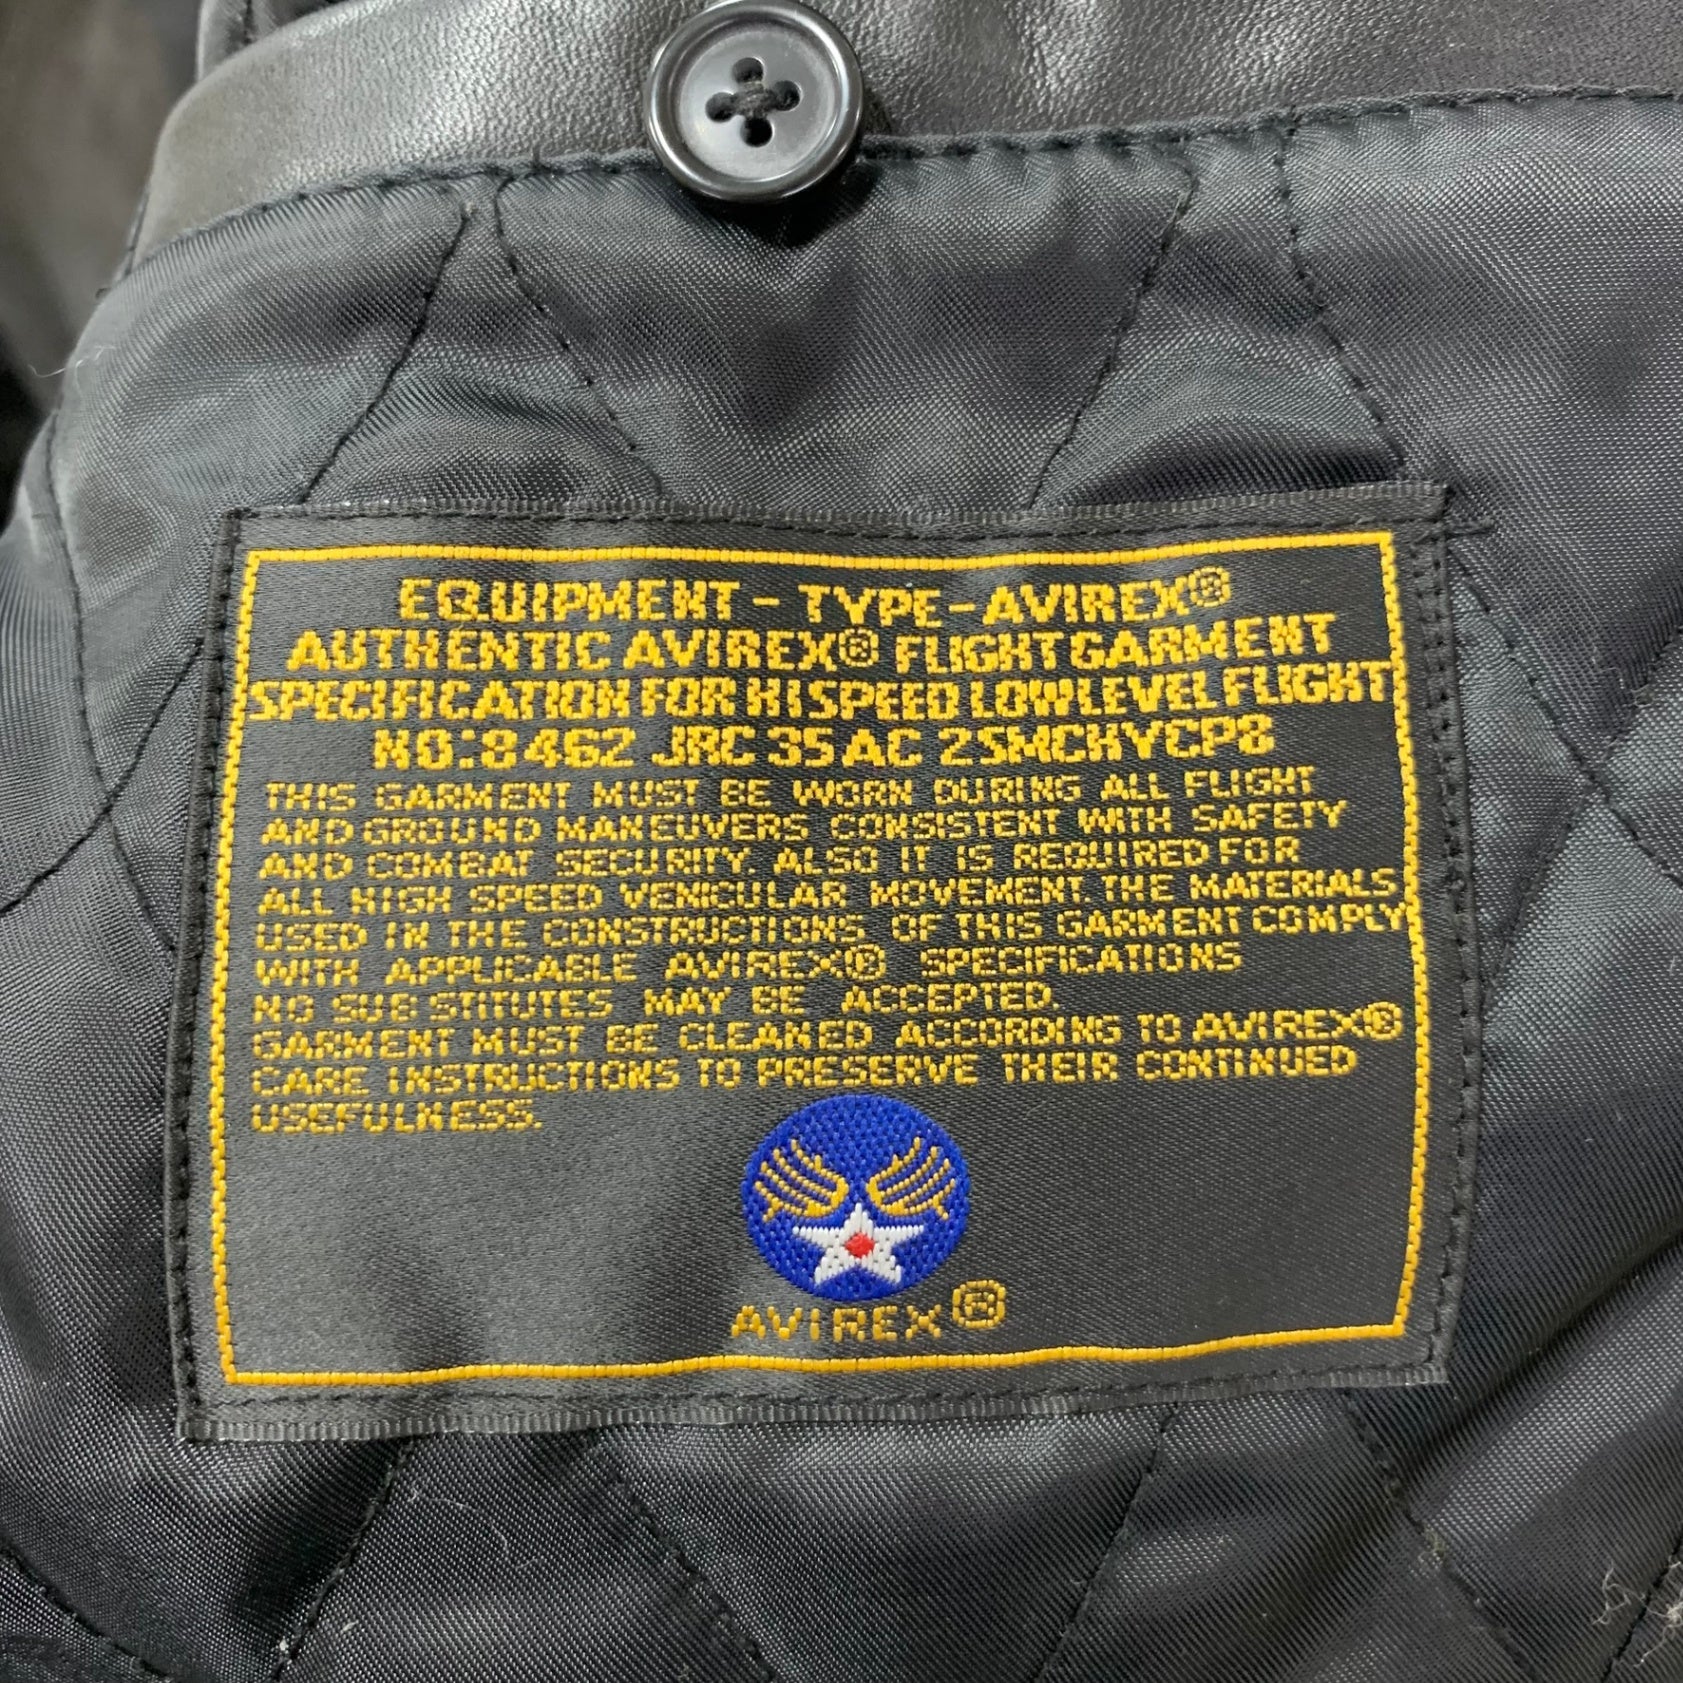 EQUIPMENT - TYPE - AVIREX®
AUTHENTIC AVIREX® FLIGHT GARMENT
SPECIFICATION FOR HI SPEED LOW LEVEL FLIGHT
NO:8462 JRC 35 AC 2SMCHYCP8
THIS GARMENT MUST BE WORN DURING ALL FLIGHT
AND GROUND MANEUVERS CONSISTENT WITH SAFETY
AND COMBAT SECURITY. ALSO IT IS REQUIRED FOR
ALL HIGH SPEED VEHICULAR MOVEMENT. THE MATERIALS
USED IN THE CONSTRUCTIONS OF THIS GARMENT COMPLY
WITH APPLICABLE AVIREX® SPECIFICATIONS
NO SUBSTITUTES MAY BE ACCEPTED.
GARMENT MUST BE CLEANED ACCORDING TO AVIREX®
CARE INSTRUCTIONS TO PRESERVE THEIR CONTINUED
USEFULNESS.
AVIREX®